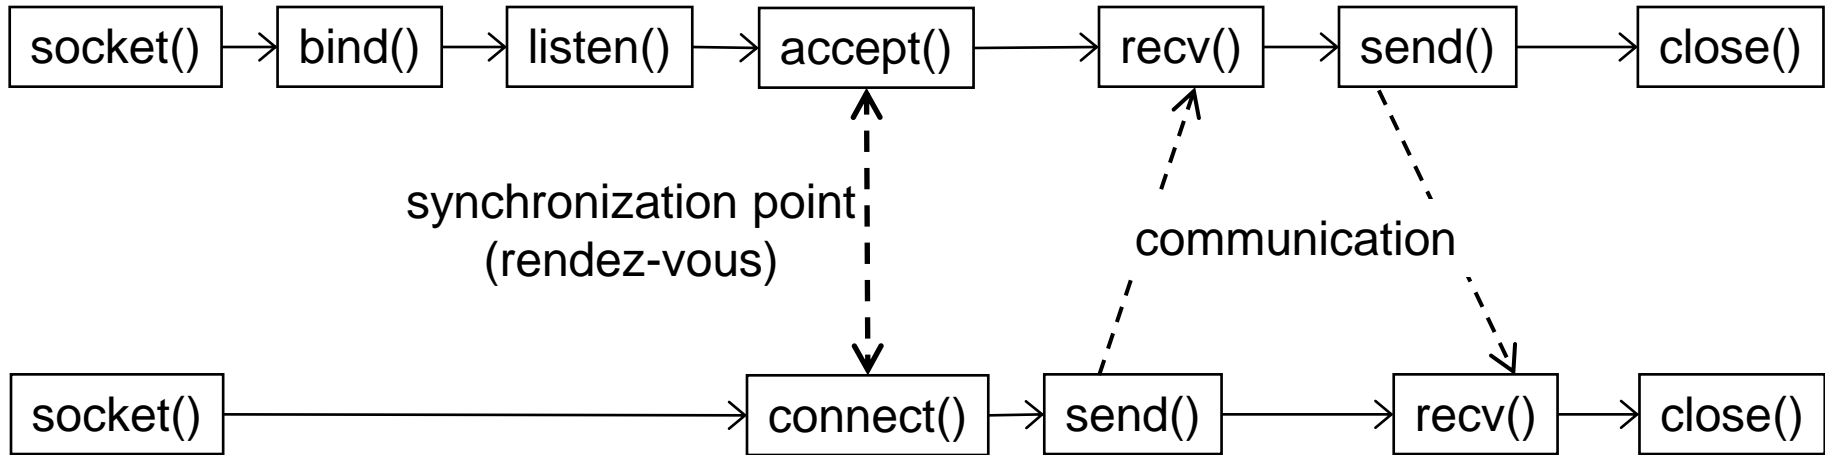 socket() bind() listen() accept() recv() send() close()
synchronization point
(rendez-vous)
communication
socket() connect() send() recv() close()